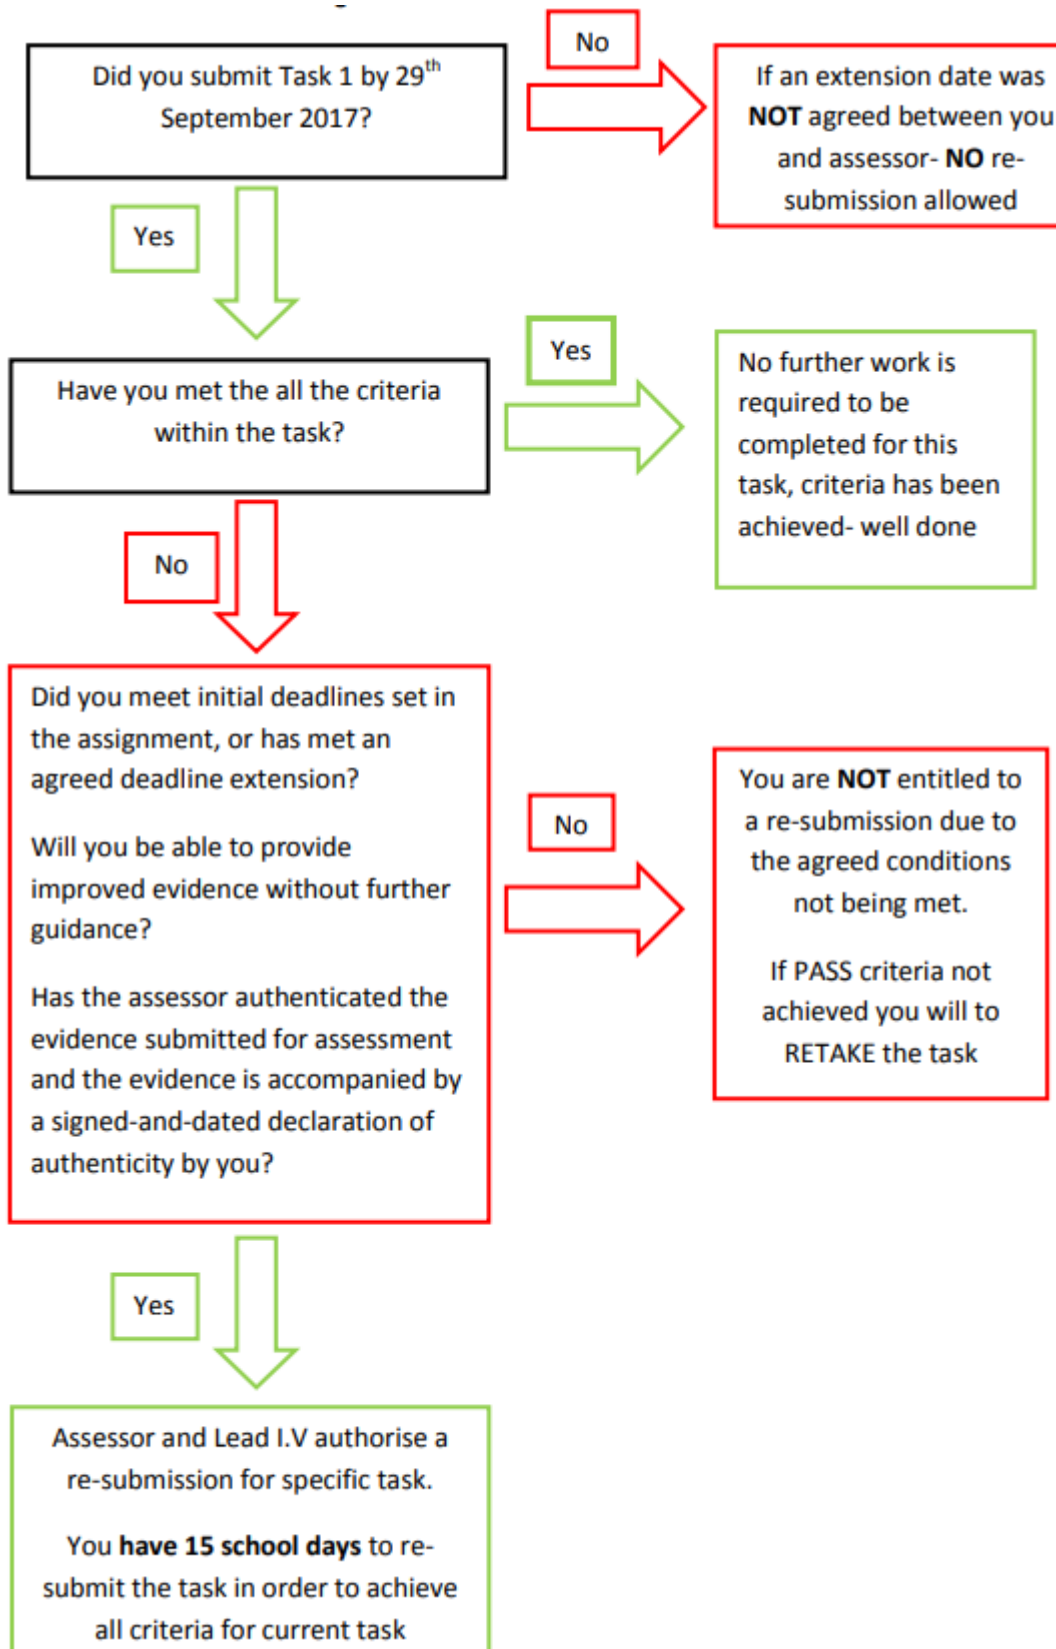 No
Did you submit Task 1 by 29th
September 2017?
If an extension date was
NOT agreed between you
and assessor- NO re-
submission allowed
Yes
Have you met the all the criteria
within the task?
Yes
No further work is
required to be
completed for this
task, criteria has been
achieved- well done
No
Did you meet initial deadlines set in
the assignment, or has met an
agreed deadline extension?
Will you be able to provide
improved evidence without further
guidance?
Has the assessor authenticated the
evidence submitted for assessment
and the evidence is accompanied by
a signed-and-dated declaration of
authenticity by you?
No
You are NOT entitled to
a re-submission due to
the agreed conditions
not being met.
If PASS criteria not
achieved you will to
RETAKE the task
Yes
Assessor and Lead I.V authorise a
re-submission for specific task.
You have 15 school days to re-
submit the task in order to achieve
all criteria for current task